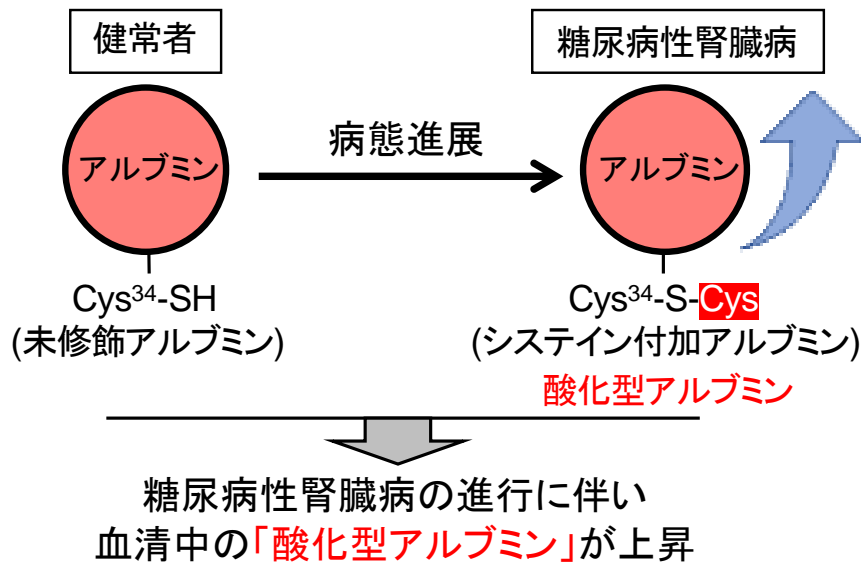 健常者
糖尿病性腎臓病
アルブミン
病態進展
アルブミン
Cys³⁴-SH
(未修飾アルブミン)
Cys³⁴-S-Cys
(システイン付加アルブミン)
酸化型アルブミン
糖尿病性腎臓病の進行に伴い
血清中の「酸化型アルブミン」が上昇